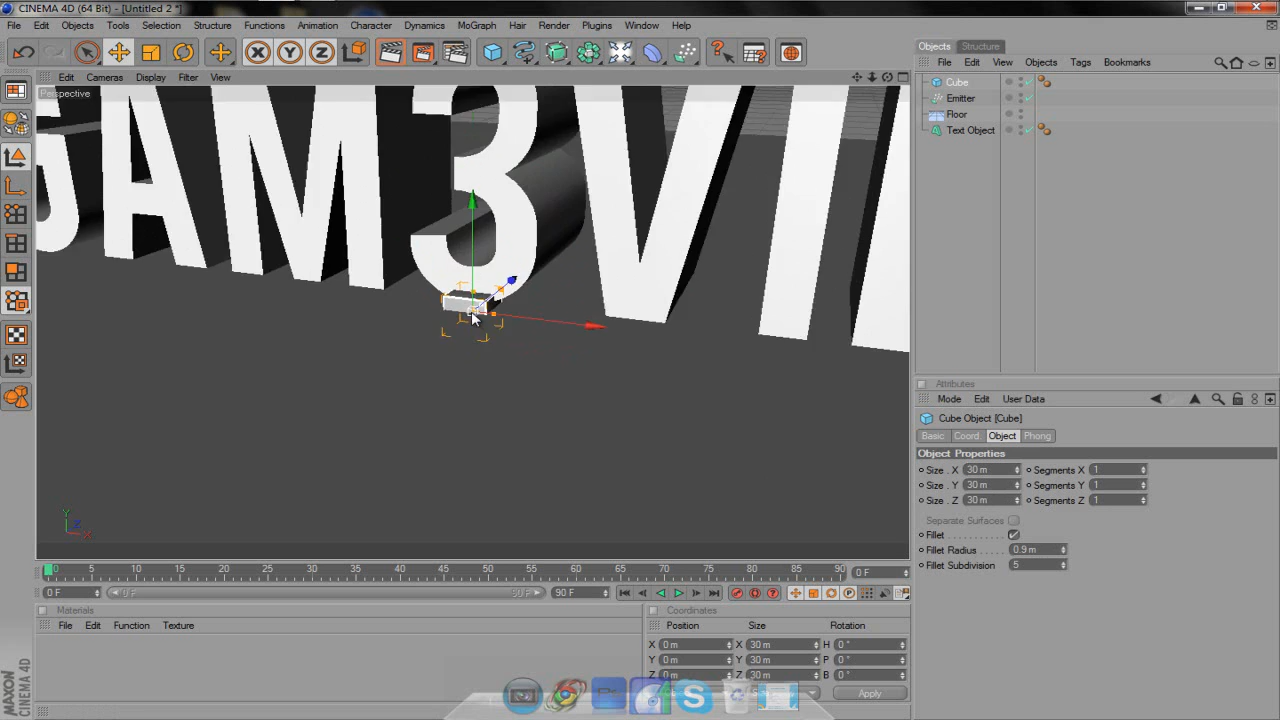 CINEMA 4D (64 Bit) - [Untitled 2 *]
File Edit Objects Tools Selection Structure Functions Animation Character Dynamics MoGraph Hair Render Plugins Window Help
Edit Cameras Display Filter View
Perspective
GAM3VI
Y
Z
X
0 5 10 15 20 25 30 35 40 45 50 55 60 65 70 75 80 85 90 0 F
0 F 0 F 90 F 90 F
Materials
File Edit Function Texture
Coordinates
Position Size Rotation
X 0 m X 30 m H 0 °
Y 0 m Y 30 m P 0 °
Z 0 m Z 30 m B 0 °
Apply
Objects Structure
File Edit View Objects Tags Bookmarks
Cube
Emitter
Floor
Text Object
Attributes
Mode Edit User Data
Cube Object [Cube]
Basic Coord. Object Phong
Object Properties
Size . X 30 m Segments X 1
Size . Y 30 m Segments Y 1
Size . Z 30 m Segments Z 1
Separate Surfaces
Fillet
Fillet Radius 0.9 m
Fillet Subdivision 5
MAXON
CINEMA 4D